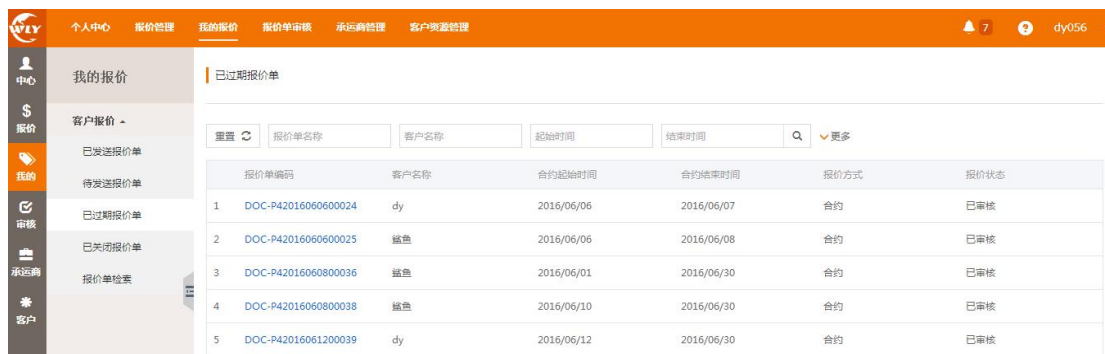 WLY 个人中心 报价管理 我的报价 报价单审核 承运商管理 客户资源管理 7 ? dy056
中心
$
报价
我的
审核
承运商
客户
我的报价
客户报价
已发送报价单
待发送报价单
已过期报价单
已关闭报价单
报价单检索
已过期报价单
重置 报价单名称 客户名称 起始时间 结束时间 更多
报价单编码 客户名称 合约起始时间 合约结束时间 报价方式 报价状态
1 DOC-P42016060600024 dy 2016/06/06 2016/06/07 合约 已审核
2 DOC-P42016060600025 鲨鱼 2016/06/06 2016/06/08 合约 已审核
3 DOC-P42016060800036 鲨鱼 2016/06/01 2016/06/30 合约 已审核
4 DOC-P42016060800038 鲨鱼 2016/06/10 2016/06/30 合约 已审核
5 DOC-P42016061200039 dy 2016/06/12 2016/06/30 合约 已审核